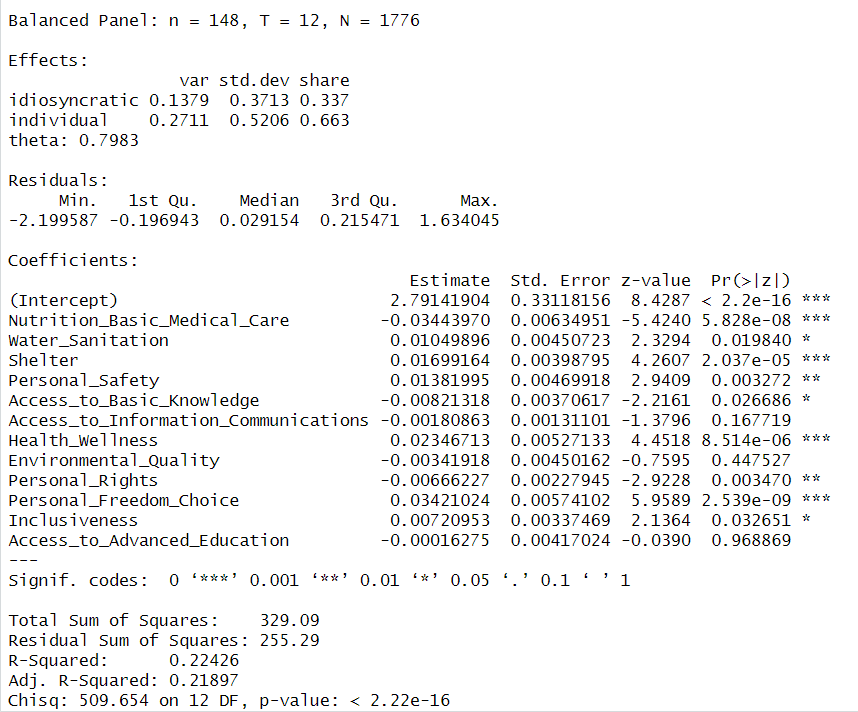 Balanced Panel: n = 148, T = 12, N = 1776
Effects:
var std.dev share
idiosyncratic 0.1379 0.3713 0.337
individual 0.2711 0.5206 0.663
theta: 0.7983
Residuals:
Min. 1st Qu. Median 3rd Qu. Max.
-2.199587 -0.196943 0.029154 0.215471 1.634045
Coefficients:
Estimate Std. Error z-value Pr(>|z|)
(Intercept) 2.79141904 0.33118156 8.4287 < 2.2e-16 ***
Nutrition_Basic_Medical_Care -0.03443970 0.00634951 -5.4240 5.828e-08 ***
Water_Sanitation 0.01049896 0.00450723 2.3294 0.019840 *
Shelter 0.01699164 0.00398795 4.2607 2.037e-05 ***
Personal_Safety 0.01381995 0.00469918 2.9409 0.003272 **
Access_to_Basic_Knowledge -0.00821318 0.00370617 -2.2161 0.026686 *
Access_to_Information_Communications -0.00180863 0.00131101 -1.3796 0.167719
Health_Wellness 0.02346713 0.00527133 4.4518 8.514e-06 ***
Environmental_Quality -0.00341918 0.00450162 -0.7595 0.447527
Personal_Rights -0.00666227 0.00227945 -2.9228 0.003470 **
Personal_Freedom_Choice 0.03421024 0.00574102 5.9589 2.539e-09 ***
Inclusiveness 0.00720953 0.00337469 2.1364 0.032651 *
Access_to_Advanced_Education -0.00016275 0.00417024 -0.0390 0.968869
---
Signif. codes: 0 ‘***’ 0.001 ‘**’ 0.01 ‘*’ 0.05 ‘.’ 0.1 ‘ ’ 1
Total Sum of Squares: 329.09
Residual Sum of Squares: 255.29
R-Squared: 0.22426
Adj. R-Squared: 0.21897
Chisq: 509.654 on 12 DF, p-value: < 2.22e-16